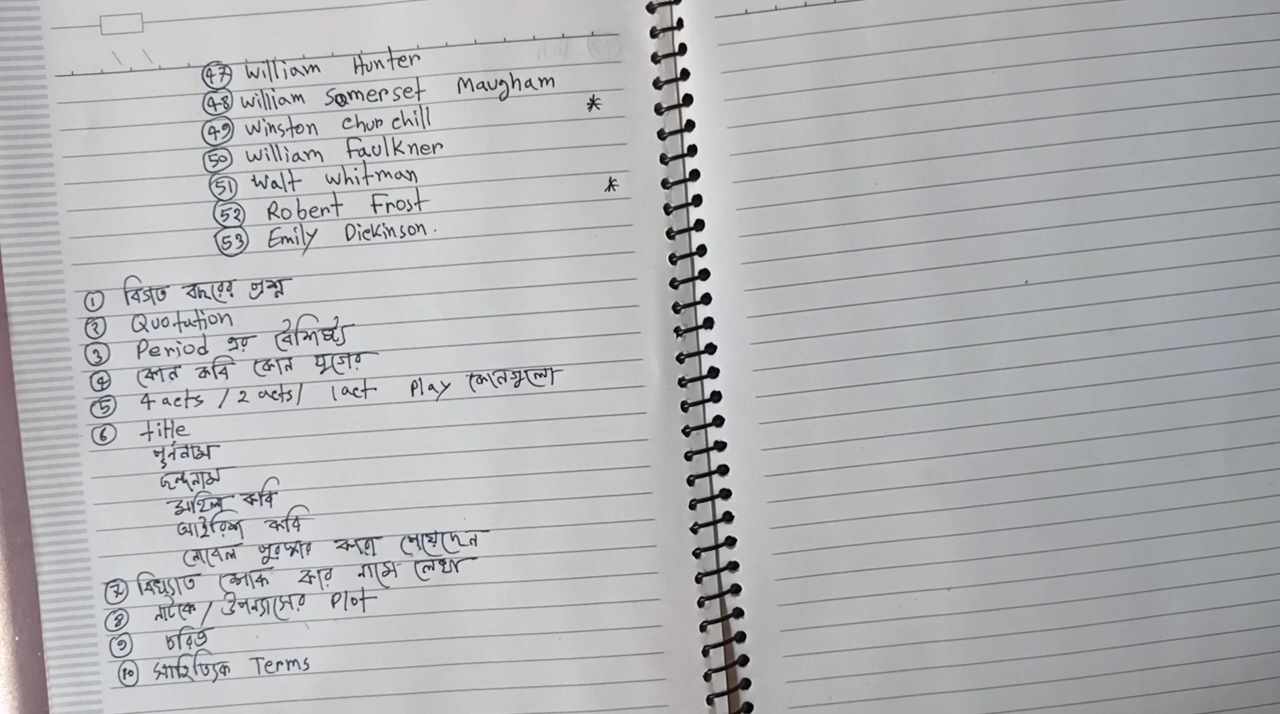 (47) William Hunter
(48) William Somerset Maugham
(49) Winston Churchill *
(50) William Faulkner
(51) Walt Whitman
(52) Robert Frost *
(53) Emily Dickinson.
(1) বিগত বছরের প্রশ্ন
(2) Quotation
(3) Period এর বৈশিষ্ট্য
(4) কোন কবি কোন যুগের
(5) 4 acts / 2 acts / 1 act Play কোনগুলো
(6) title
পূর্ননাম
ছদ্মনাম
মহিলা কবি
আইরিশ কবি
নোবেল পুরস্কার কারা পেয়েছেন
(7) বিখ্যাত শোক কার নামে লেখা
(8) নাটক / উপন্যাসের Plot
(9) চরিত্র
(10) সাহিত্যিক Terms